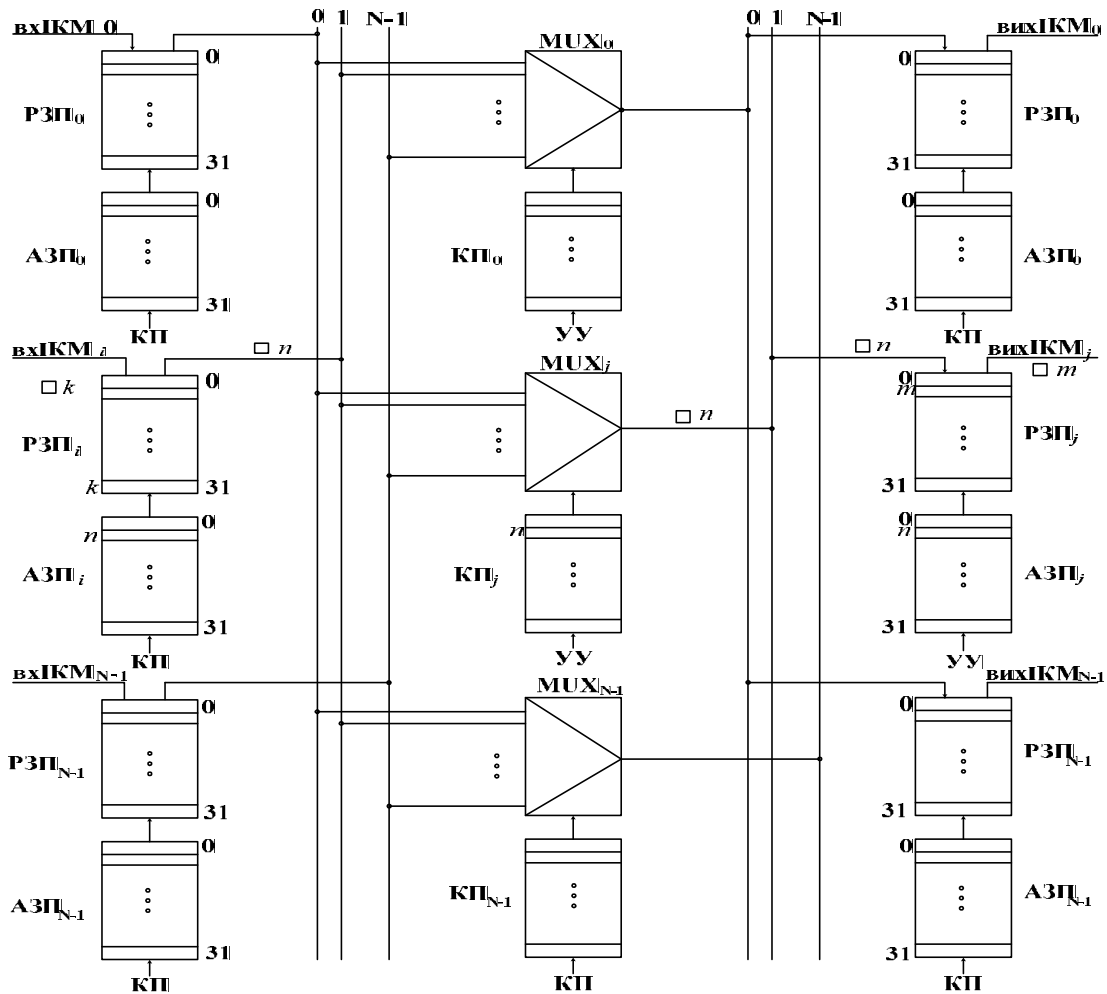 0 1 N-1 0 1 N-1
вхІКМ 0 MUX0 вихІКМ0
0 0
РЗП0 РЗП0
31 31
0 0
АЗП0 КП0 АЗП0
31 31
КП УУ КП
вхІКМ i □ n MUXj □ n вихІКМj
□ k 0 0 □ m
m
□ n
РЗПi РЗПj
k 31 31
0 0
n n n
АЗПi КПj АЗПj
31 31
КП УУ УУ
вхІКМN-1 MUXN-1 вихІКМN-1
0 0
РЗПN-1 РЗПN-1
31 31
0 0
АЗПN-1 КПN-1 АЗПN-1
31 31
КП КП КП